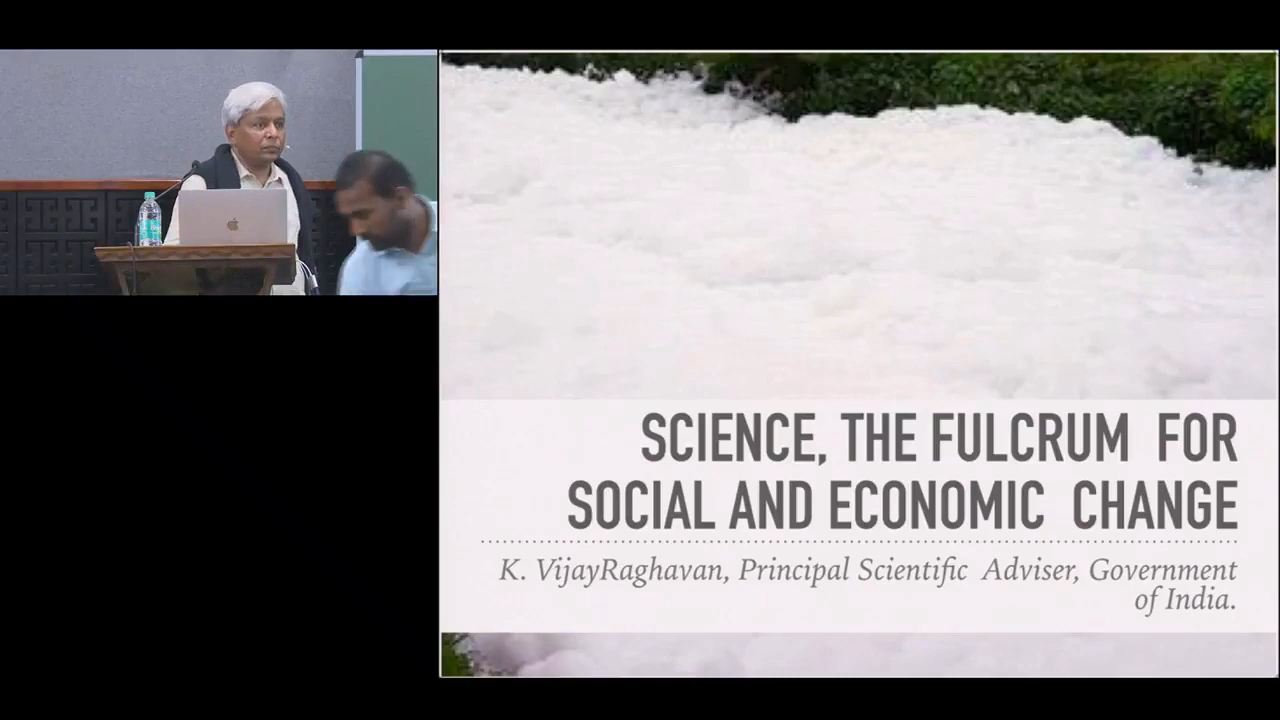 SCIENCE, THE FULCRUM FOR
SOCIAL AND ECONOMIC CHANGE
K. VijayRaghavan, Principal Scientific Adviser, Government
of India.